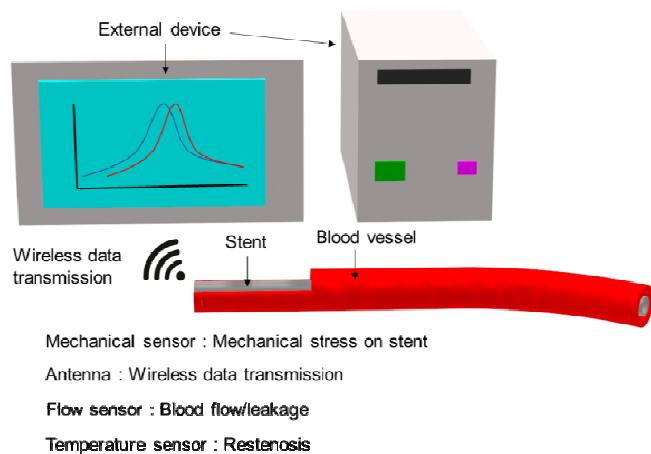 External device
Stent
Blood vessel
Wireless data
transmission
Mechanical sensor : Mechanical stress on stent
Antenna : Wireless data transmission
Flow sensor : Blood flow/leakage
Temperature sensor : Restenosis